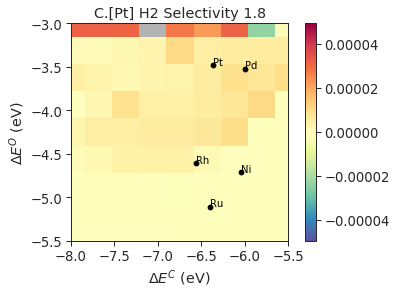 C.[Pt] H2 Selectivity 1.8
−3.0
−3.5
−4.0
−4.5
−5.0
−5.5
ΔE^O (eV)
Pt
Pd
Rh
Ni
Ru
−8.0 −7.5 −7.0 −6.5 −6.0 −5.5
ΔE^C (eV)
0.00004
0.00002
0.00000
−0.00002
−0.00004